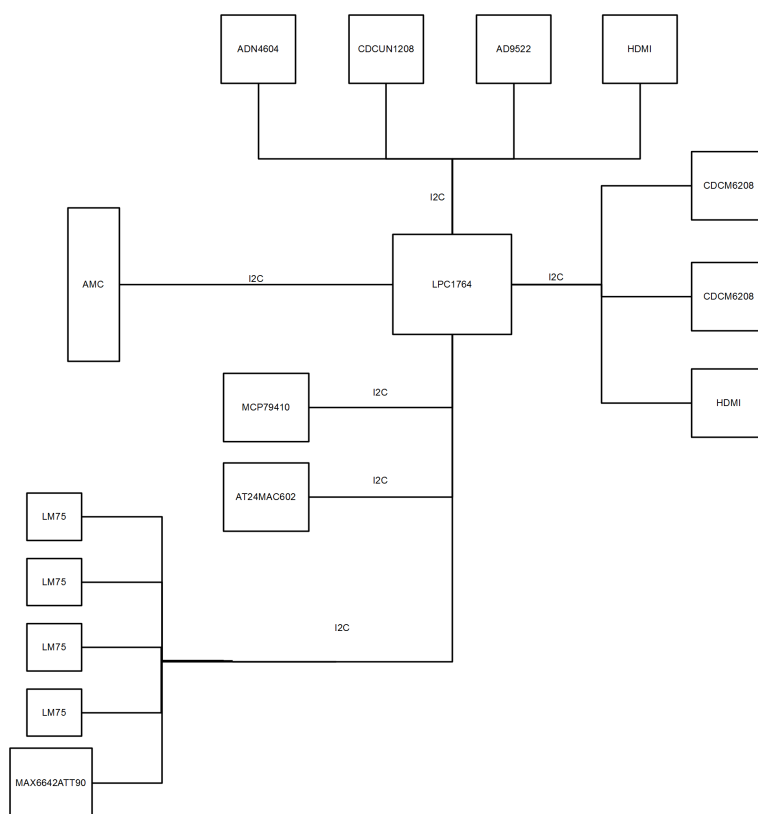 ADN4604
CDCUN1208
AD9522
HDMI
CDCM6208
I2C
AMC
I2C
LPC1764
I2C
CDCM6208
I2C
MCP79410
HDMI
I2C
AT24MAC602
LM75
LM75
I2C
LM75
LM75
MAX6642ATT90